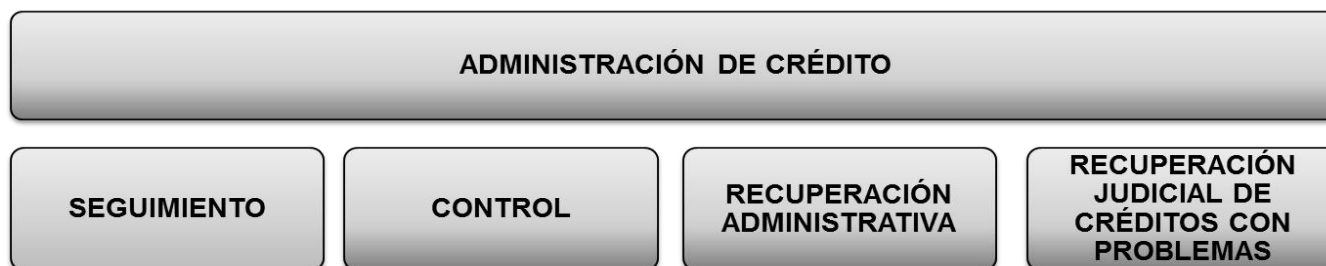 ADMINISTRACIÓN DE CRÉDITO
SEGUIMIENTO
CONTROL
RECUPERACIÓN
ADMINISTRATIVA
RECUPERACIÓN
JUDICIAL DE
CRÉDITOS CON
PROBLEMAS